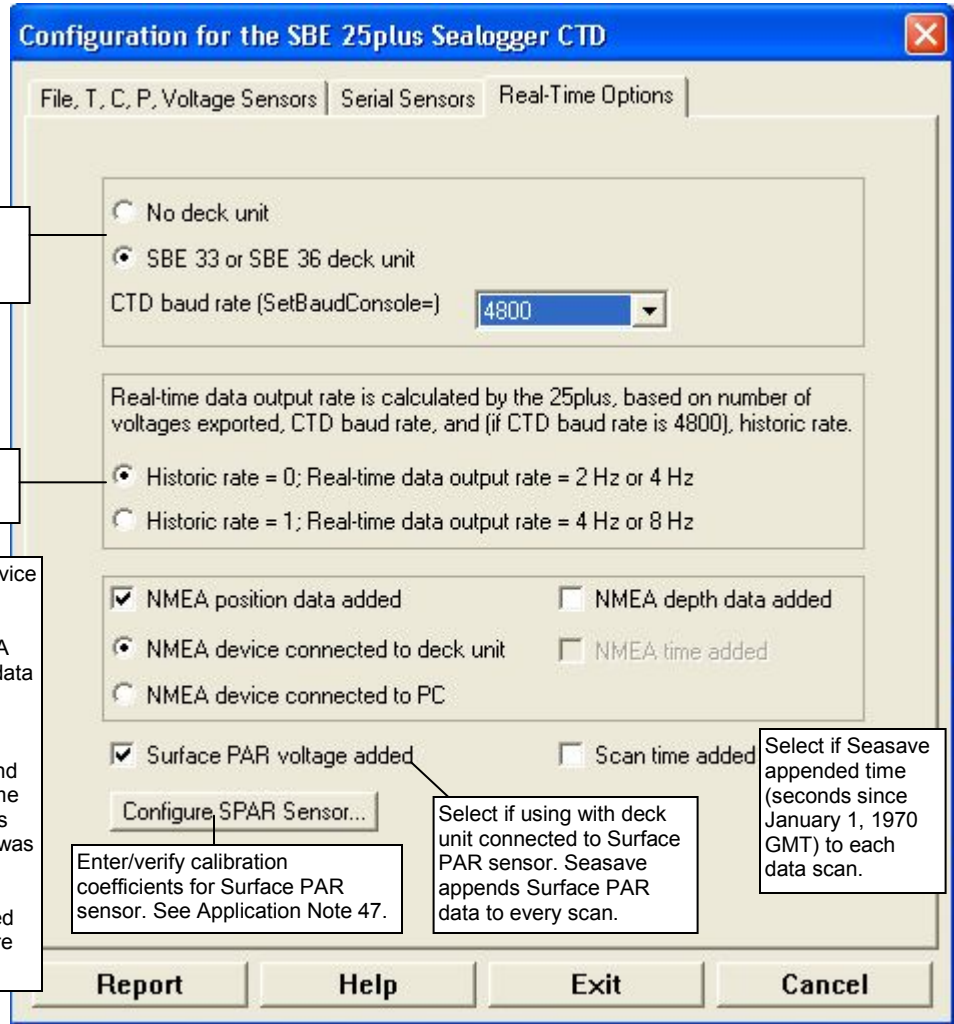 Configuration for the SBE 25plus Sealogger CTD
File, T, C, P, Voltage Sensors
Serial Sensors
Real-Time Options
No deck unit
SBE 33 or SBE 36 deck unit
CTD baud rate (SetBaudConsole=)
4800
Real-time data output rate is calculated by the 25plus, based on number of
voltages exported, CTD baud rate, and (if CTD baud rate is 4800), historic rate.
Historic rate = 0; Real-time data output rate = 2 Hz or 4 Hz
Historic rate = 1; Real-time data output rate = 4 Hz or 8 Hz
NMEA position data added
NMEA depth data added
NMEA device connected to deck unit
NMEA time added
NMEA device connected to PC
Surface PAR voltage added
Scan time added
Configure SPAR Sensor...
Enter/verify calibration
coefficients for Surface PAR
sensor. See Application Note 47.
Select if using with deck
unit connected to Surface
PAR sensor. Seasave
appends Surface PAR
data to every scan.
Select if Seasave
appended time
(seconds since
January 1, 1970
GMT) to each
data scan.
was
Report
Help
Exit
Cancel